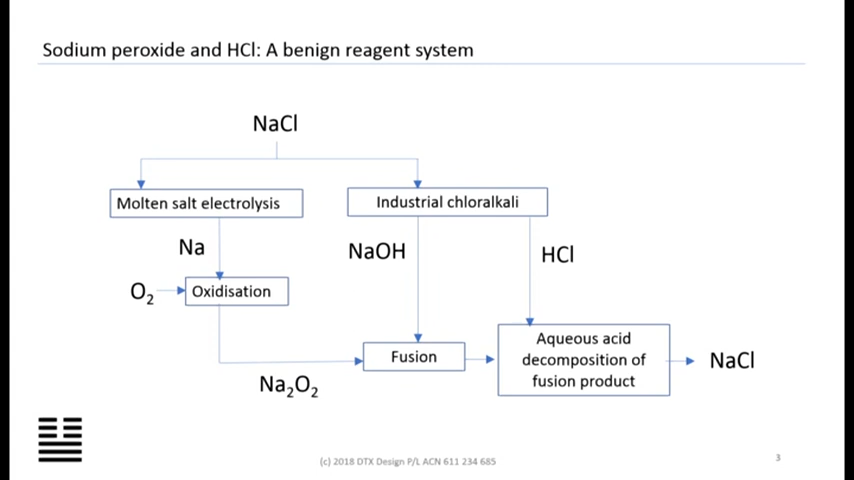 Sodium peroxide and HCl: A benign reagent system
NaCl
Molten salt electrolysis
Industrial chloralkali
Na
NaOH
HCl
O₂
Oxidisation
Fusion
Aqueous acid
decomposition of
fusion product
NaCl
Na₂O₂
(c) 2018 DTX Design P/L ACN 611 234 685
3